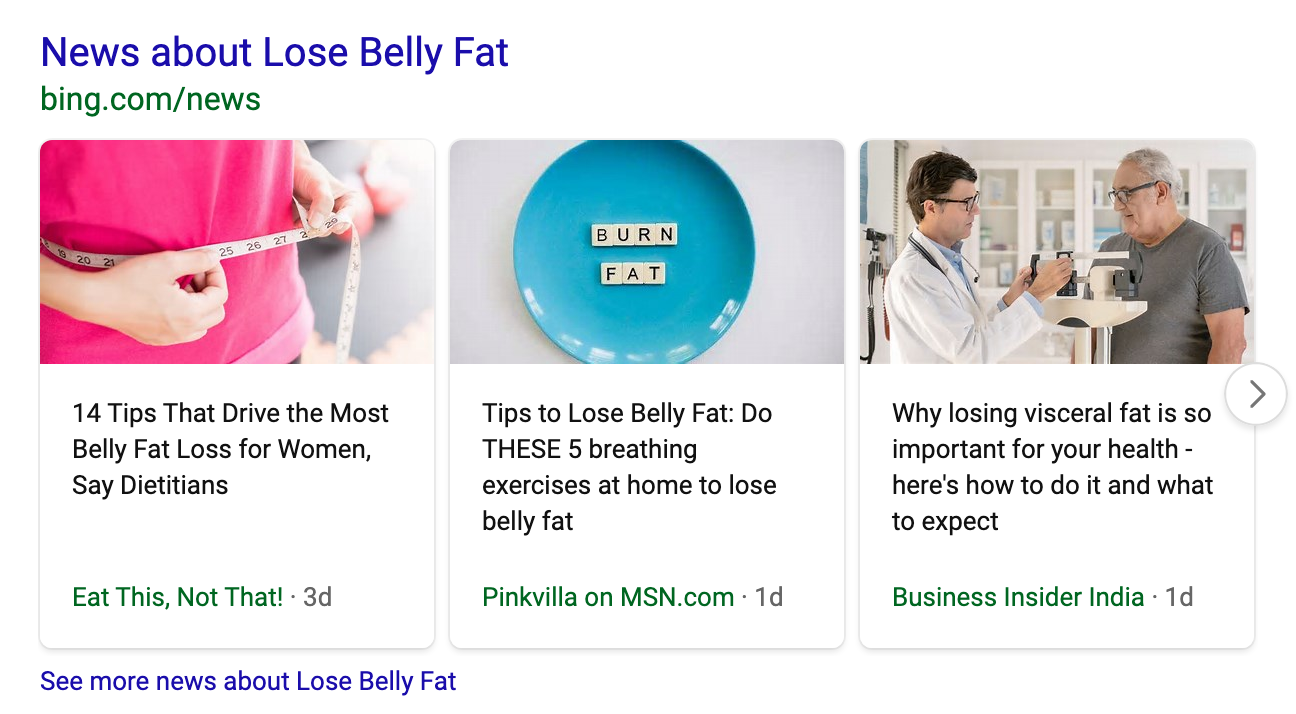 News about Lose Belly Fat
bing.com/news
19 20 21 25 26 27 29
BURN
FAT
14 Tips That Drive the Most
Belly Fat Loss for Women,
Say Dietitians
Eat This, Not That! · 3d
Tips to Lose Belly Fat: Do
THESE 5 breathing
exercises at home to lose
belly fat
Pinkvilla on MSN.com · 1d
Why losing visceral fat is so
important for your health -
here's how to do it and what
to expect
Business Insider India · 1d
See more news about Lose Belly Fat